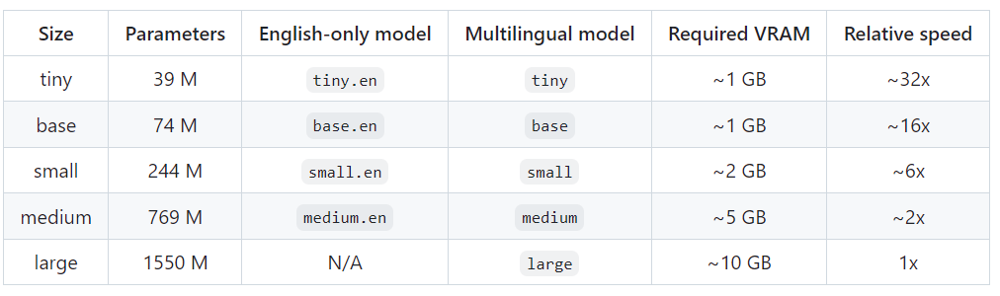 Size Parameters English-only model Multilingual model Required VRAM Relative speed
tiny 39 M tiny.en tiny ~1 GB ~32x
base 74 M base.en base ~1 GB ~16x
small 244 M small.en small ~2 GB ~6x
medium 769 M medium.en medium ~5 GB ~2x
large 1550 M N/A large ~10 GB 1x